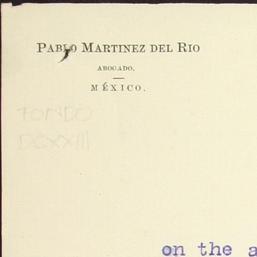 PABLO MARTINEZ DEL RIO
ABOGADO.
MÉXICO.
FONDO
DCXXIII
on the a